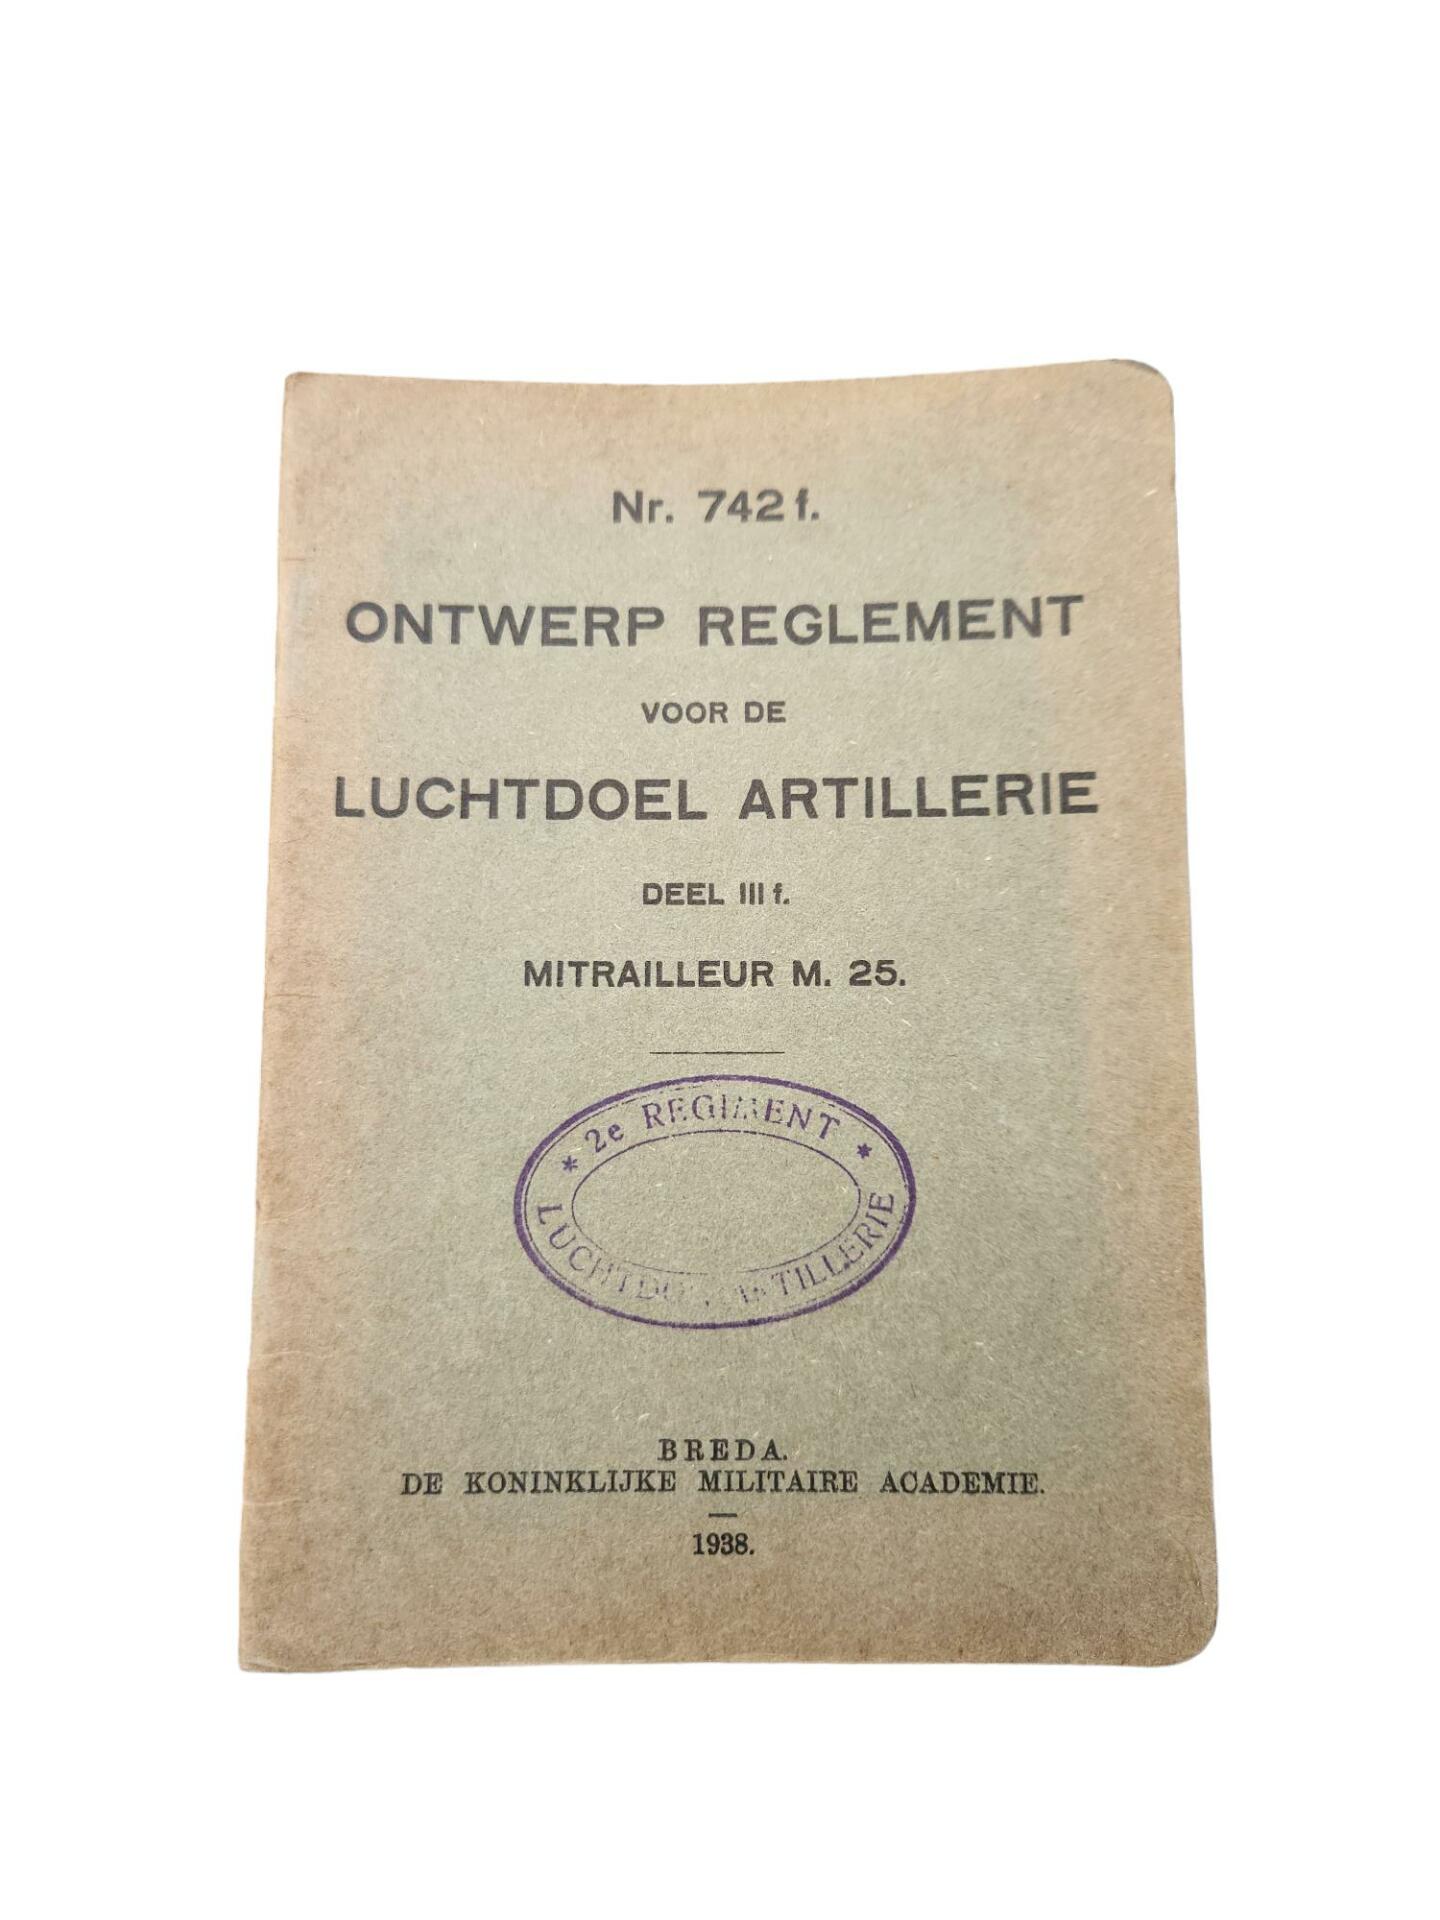 Nr. 742 f.
ONTWERP REGLEMENT
VOOR DE
LUCHTDOEL ARTILLERIE
DEEL III f.
MITRAILLEUR M. 25.
* 2e REGIMENT *
LUCHTDOELARTILLERIE
BREDA.
DE KONINKLIJKE MILITAIRE ACADEMIE.
1938.